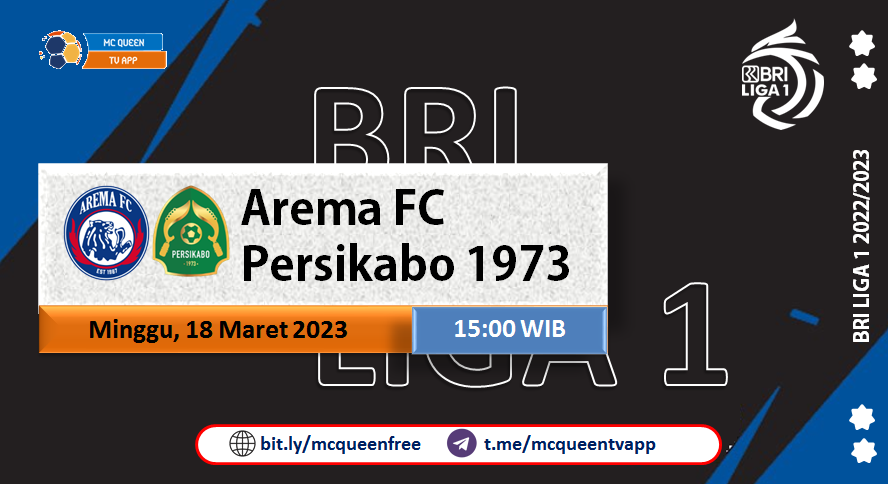 MC QUEEN
TV APP
BRI
LIGA 1
BRI
LIGA 1
BRI LIGA 1 2022/2023
AREMA FC
EST 1987
PERSIKABO
-1973-
Arema FC
Persikabo 1973
Minggu, 18 Maret 2023
15:00 WIB
bit.ly/mcqueenfree
t.me/mcqueentvapp